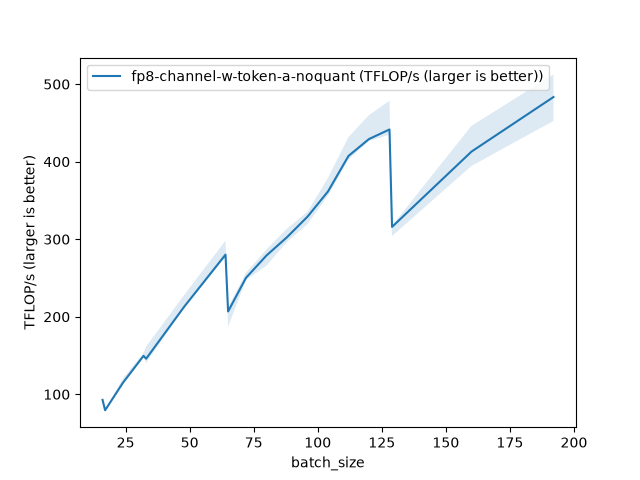 fp8-channel-w-token-a-noquant (TFLOP/s (larger is better))
TFLOP/s (larger is better)
500
400
300
200
100
25 50 75 100 125 150 175 200
batch_size